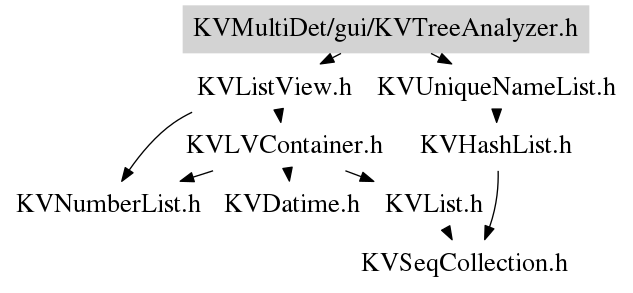 KVMultiDet/gui/KVTreeAnalyzer.h
KVListView.h
KVUniqueNameList.h
KVLVContainer.h
KVHashList.h
KVNumberList.h
KVDatime.h
KVList.h
KVSeqCollection.h